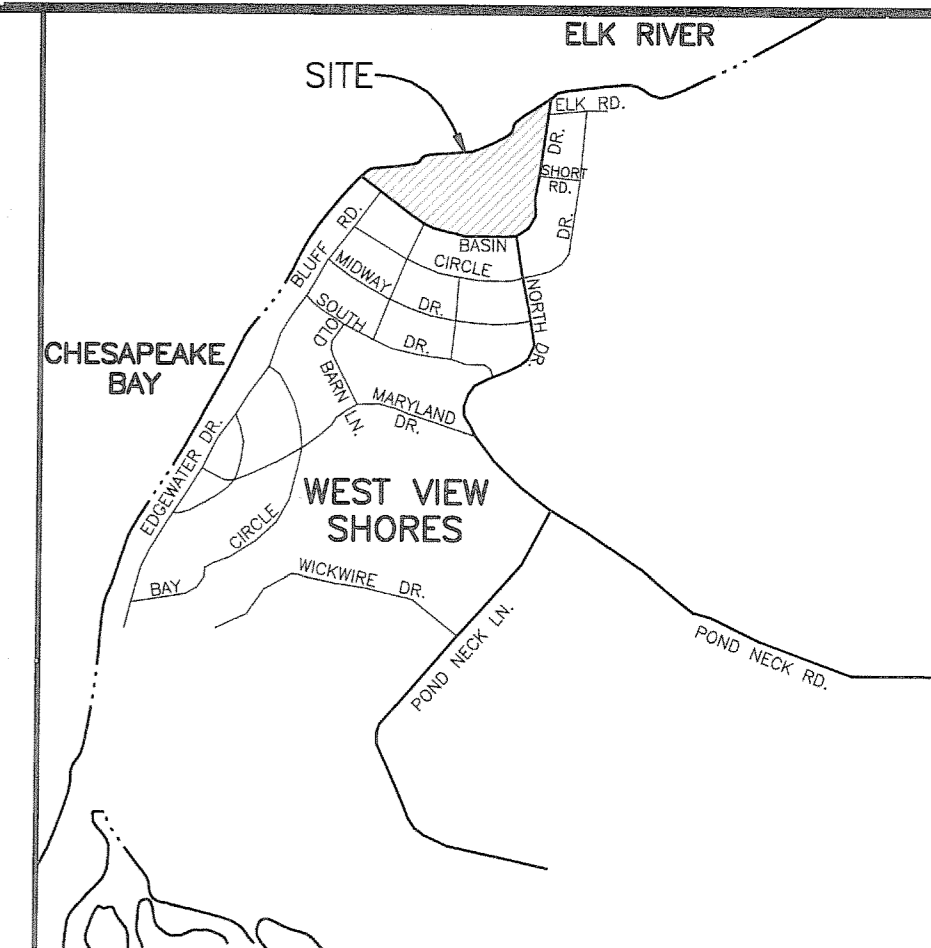 ELK RIVER
SITE
ELK RD.
DR.
SHORT
RD.
DR.
BLUFF RD.
BASIN
CIRCLE
MIDWAY DR.
NORTH DR.
SOUTH DR.
OLD
BARN LN.
CHESAPEAKE
BAY
MARYLAND
DR.
EDGEWATER DR.
WEST VIEW
SHORES
BAY CIRCLE
WICKWIRE DR.
POND NECK LN.
POND NECK RD.